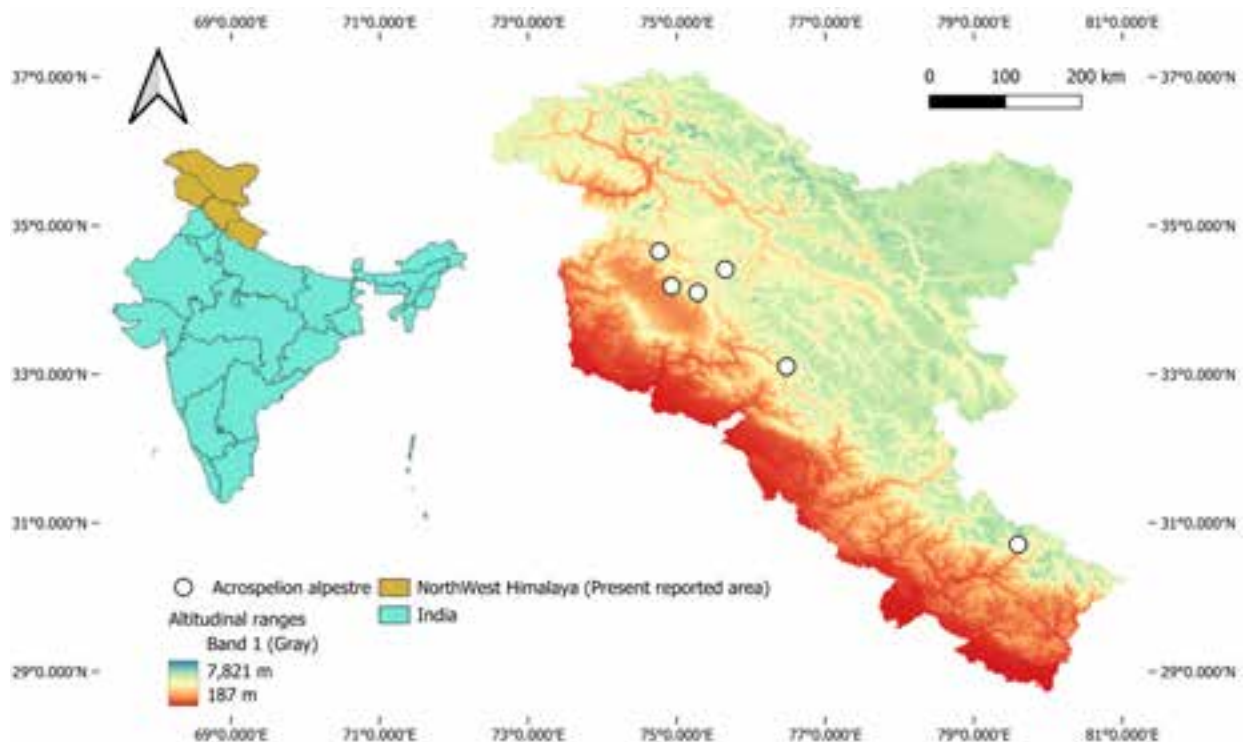 69°0.000'E 71°0.000'E 73°0.000'E 75°0.000'E 77°0.000'E 79°0.000'E 81°0.000'E
37°0.000'N 37°0.000'N
0 100 200 km
35°0.000'N 35°0.000'N
33°0.000'N 33°0.000'N
31°0.000'N 31°0.000'N
Acrospelion alpestre NorthWest Himalaya (Present reported area)
India
Altitudinal ranges
Band 1 (Gray)
7,821 m
187 m
29°0.000'N 29°0.000'N
69°0.000'E 71°0.000'E 73°0.000'E 75°0.000'E 77°0.000'E 79°0.000'E 81°0.000'E